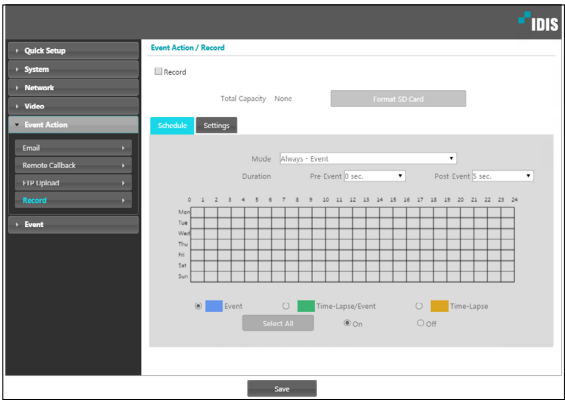 IDIS
Quick Setup
System
Network
Video
Event Action
Email
Remote Callback
FTP Upload
Record
Event
Event Action / Record
Record
Total Capacity None Format SD Card
Schedule Settings
Mode Always - Event
Duration Pre Event 0 sec. Post Event 5 sec.
0 1 2 3 4 5 6 7 8 9 10 11 12 13 14 15 16 17 18 19 20 21 22 23 24
Mon
Tue
Wed
Thu
Fri
Sat
Sun
Event Time-Lapse/Event Time-Lapse
Select All On Off
Save